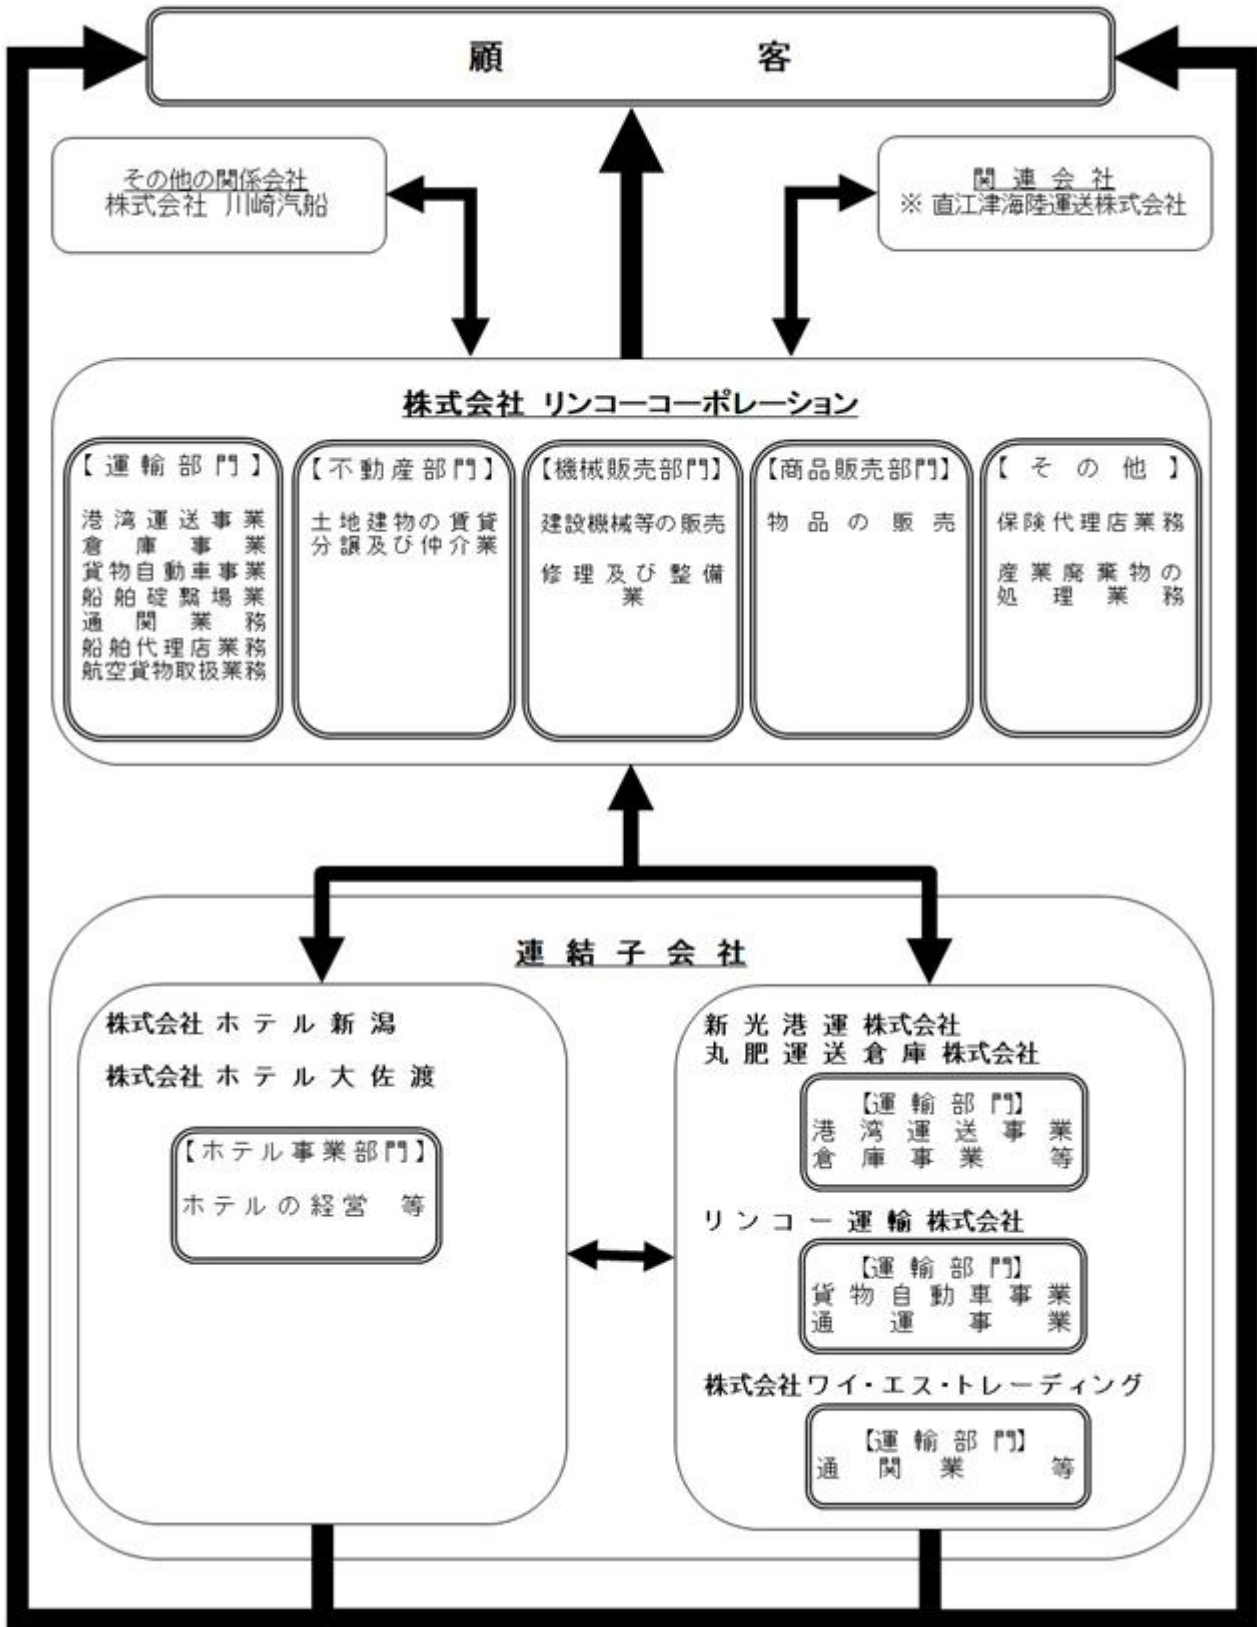 顧客
その他の関係会社
株式会社 川崎汽船
関連会社
※ 直江津海陸運送株式会社
株式会社 リンコーコーポレーション
【運輸部門】
港湾運送事業
倉庫事業
貨物自動車事業
船舶碇繫場業
通関業務
船舶代理店業務
航空貨物取扱業務
【不動産部門】
土地建物の賃貸
分譲及び仲介業
【機械販売部門】
建設機械等の販売
修理及び整備
業
【商品販売部門】
物品の販売
【その他】
保険代理店業務
産業廃棄物の
処理業務
連結子会社
株式会社 ホテル新潟
株式会社 ホテル大佐渡
【ホテル事業部門】
ホテルの経営 等
新光港運 株式会社
丸肥運送倉庫 株式会社
【運輸部門】
港湾運送事業
倉庫事業等
リンコー運輸 株式会社
【運輸部門】
貨物自動車事業
通運事業
株式会社ワイ・エス・トレーディング
【運輸部門】
通関業等